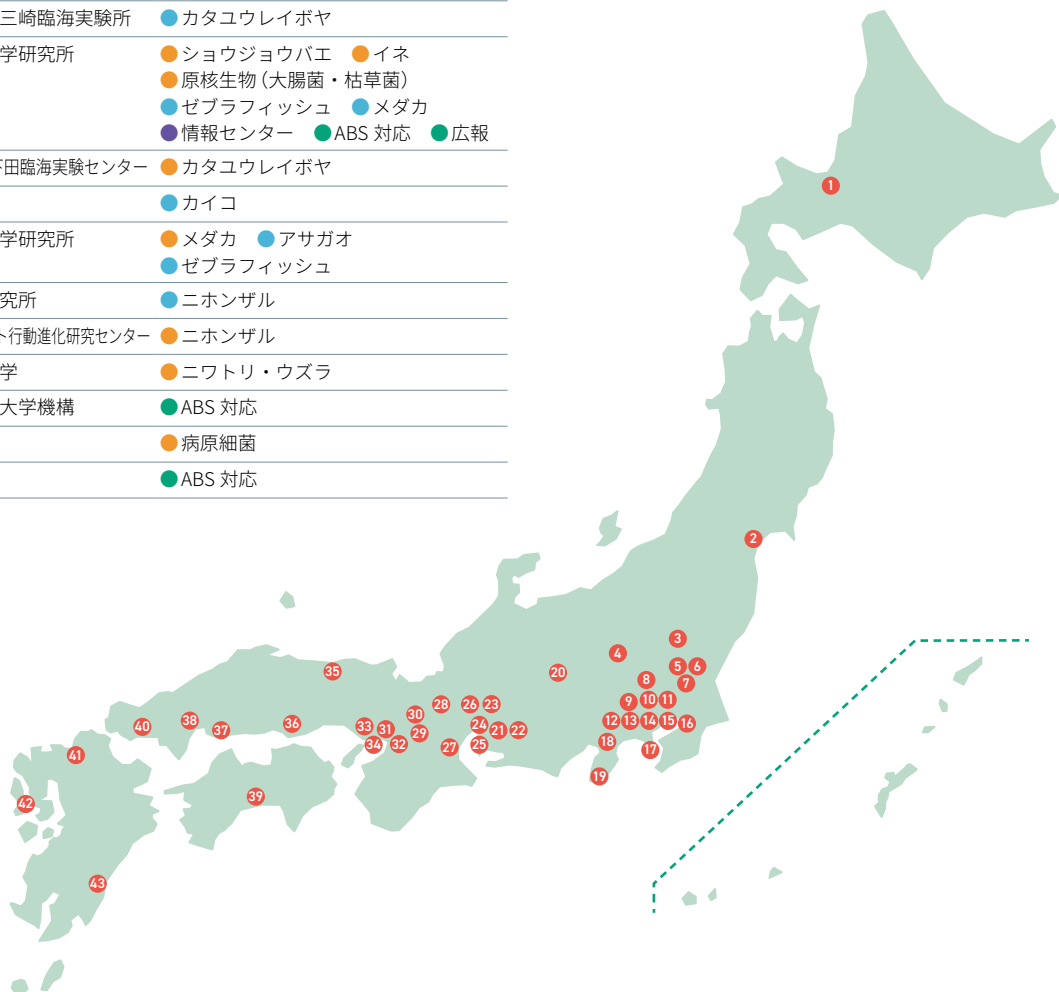 三崎臨海実験所 カタユウレイボヤ
学研究所 ショウジョウバエ イネ
原核生物（大腸菌・枯草菌）
ゼブラフィッシュ メダカ
情報センター ABS 対応 広報
田臨海実験センター カタユウレイボヤ
カイコ
学研究所 メダカ アサガオ
ゼブラフィッシュ
究所 ニホンザル
ト行動進化研究センター ニホンザル
学 ニワトリ・ウズラ
大学機構 ABS 対応
病原細菌
ABS 対応
1
2
3
4
5 6
20
35
8
7
9 10 11
28 26 23
30
12 13 14 15 16
38
36
40
37
33 31
29
24
21 22
34 32
27
25
18
17
41
19
39
42
43